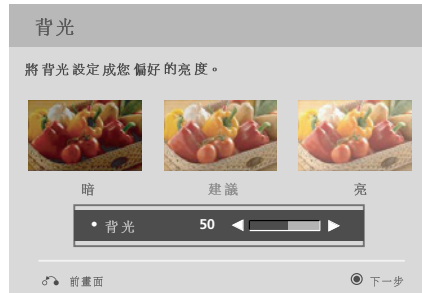 背光
將背光設定成您偏好的亮度。
暗 建議 亮
• 背光 50
前畫面 下一步